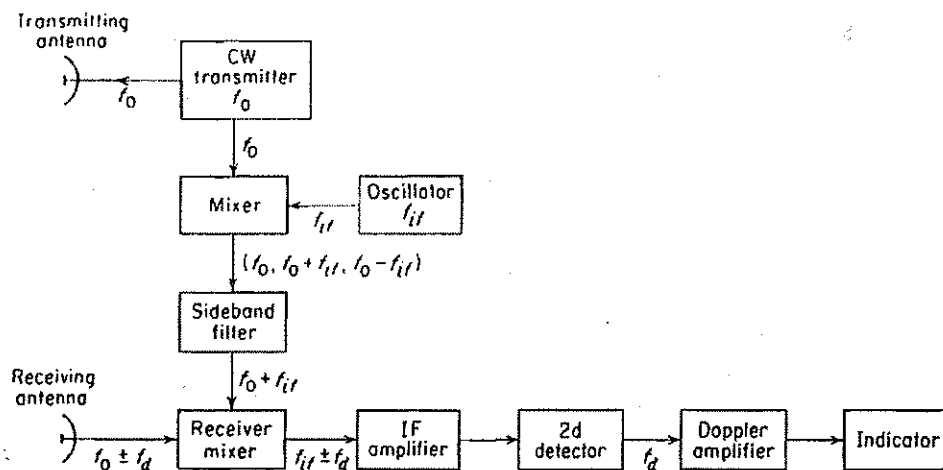 Transmitting
antenna
CW
transmitter
f0
f0
f0
Mixer
Oscillator
fif
fif
(f0, f0 + fif, f0 − fif)
Sideband
filter
f0 + fif
Receiving
antenna
f0 ± fd
Receiver
mixer
fif ± fd
IF
amplifier
2d
detector
fd
Doppler
amplifier
Indicator